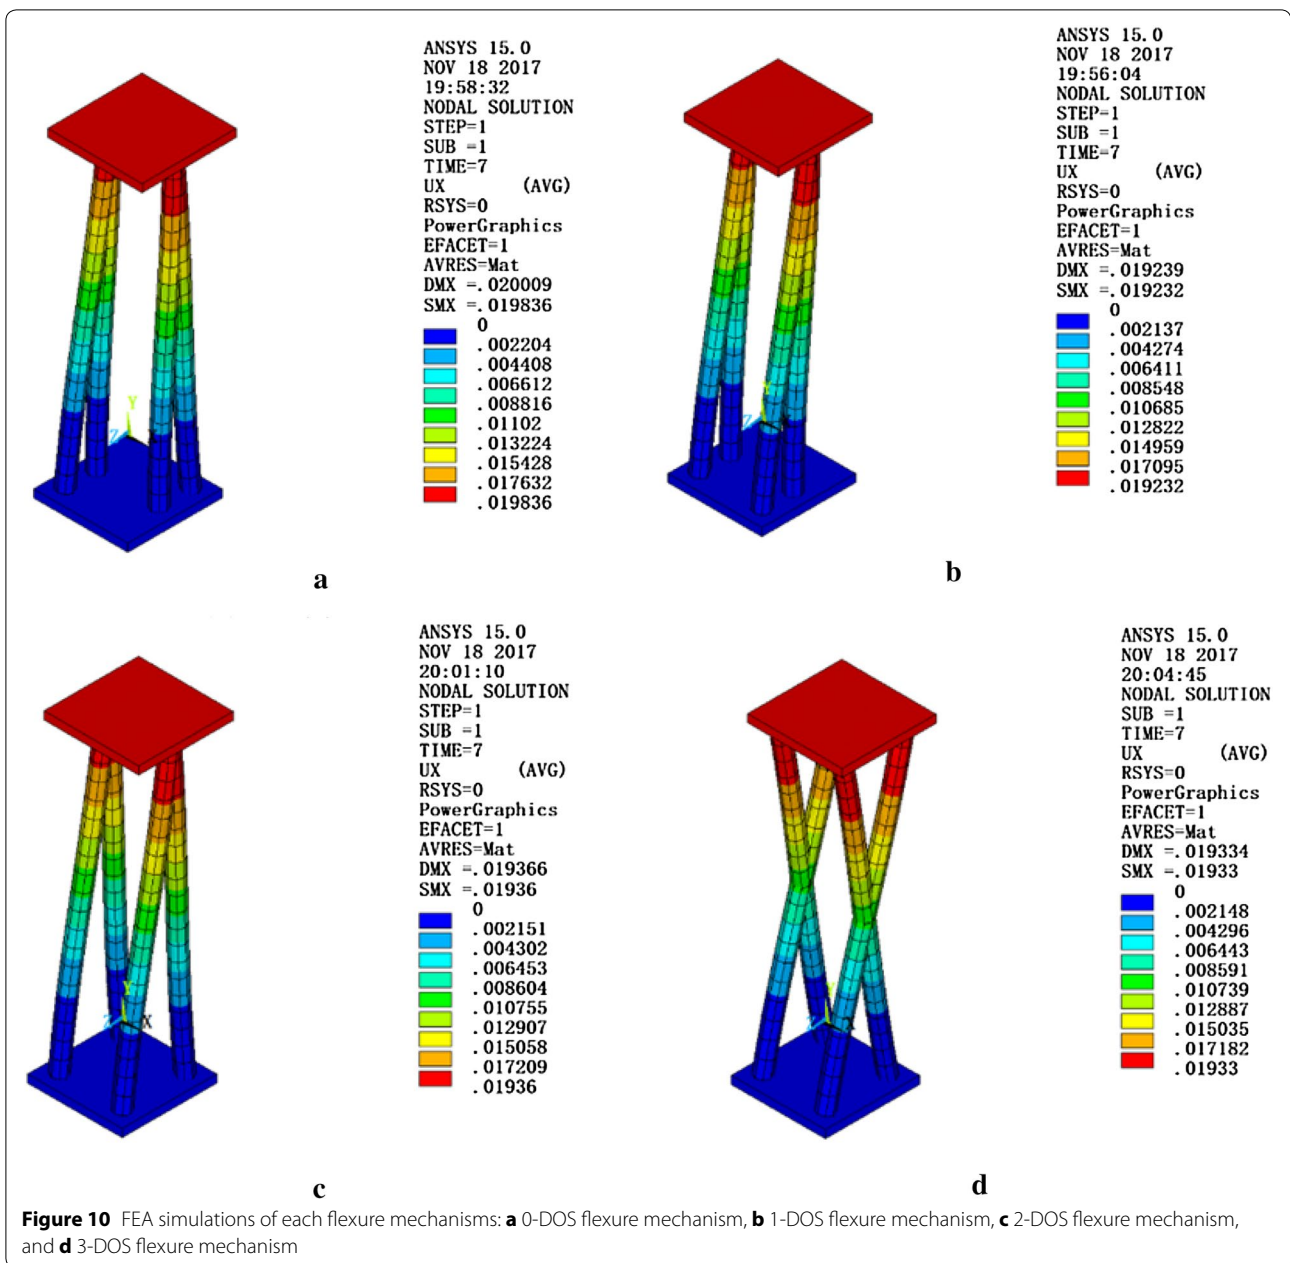 ANSYS 15.0
NOV 18 2017
19:58:32
NODAL SOLUTION
STEP=1
SUB =1
TIME=7
UX (AVG)
RSYS=0
PowerGraphics
EFACET=1
AVRES=Mat
DMX =.020009
SMX =.019836
0
.002204
.004408
.006612
.008816
.01102
.013224
.015428
.017632
.019836
Y
Z
a
ANSYS 15.0
NOV 18 2017
19:56:04
NODAL SOLUTION
STEP=1
SUB =1
TIME=7
UX (AVG)
RSYS=0
PowerGraphics
EFACET=1
AVRES=Mat
DMX =.019239
SMX =.019232
0
.002137
.004274
.006411
.008548
.010685
.012822
.014959
.017095
.019232
Y
Z
b
ANSYS 15.0
NOV 18 2017
20:01:10
NODAL SOLUTION
STEP=1
SUB =1
TIME=7
UX (AVG)
RSYS=0
PowerGraphics
EFACET=1
AVRES=Mat
DMX =.019366
SMX =.01936
0
.002151
.004302
.006453
.008604
.010755
.012907
.015058
.017209
.01936
Y
Z X
c
ANSYS 15.0
NOV 18 2017
20:04:45
NODAL SOLUTION
SUB =1
TIME=7
UX (AVG)
RSYS=0
PowerGraphics
EFACET=1
AVRES=Mat
DMX =.019334
SMX =.01933
0
.002148
.004296
.006443
.008591
.010739
.012887
.015035
.017182
.01933
Y
Z
d
Figure 10 FEA simulations of each flexure mechanisms: a 0-DOS flexure mechanism, b 1-DOS flexure mechanism, c 2-DOS flexure mechanism,
and d 3-DOS flexure mechanism